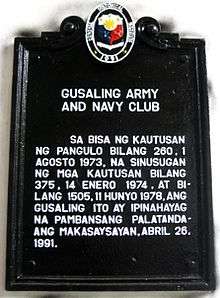 1991
GUSALING ARMY
AND NAVY CLUB
SA BISA NG KAUTUSAN
NG PANGULO BILANG 260, 1
AGOSTO 1973, NA SINUSUGAN
NG MGA KAUTUSAN BILANG
375, 14 ENERO 1974, AT BI-
LANG 1505, 11 HUNYO 1978, ANG
GUSALING ITO AY IPINAHAYAG
NA PAMBANSANG PALATANDA-
ANG MAKASAYSAYAN, ABRIL 26,
1991.